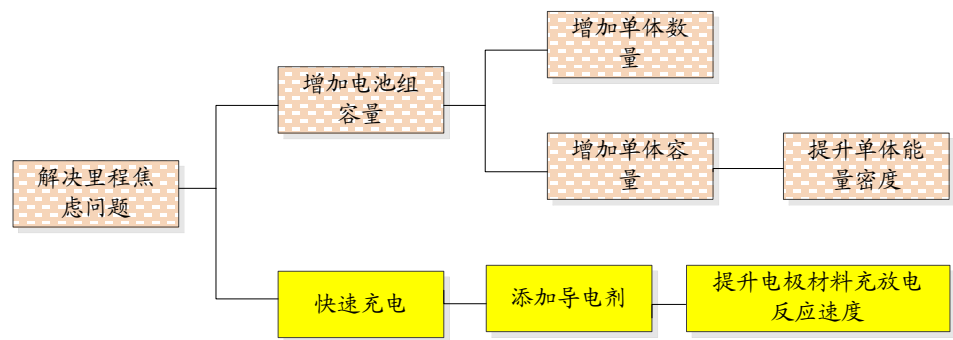 增加单体数
量
增加电池组
容量
增加单体容
量
提升单体能
量密度
解决里程焦
虑问题
快速充电
添加导电剂
提升电极材料充放电
反应速度